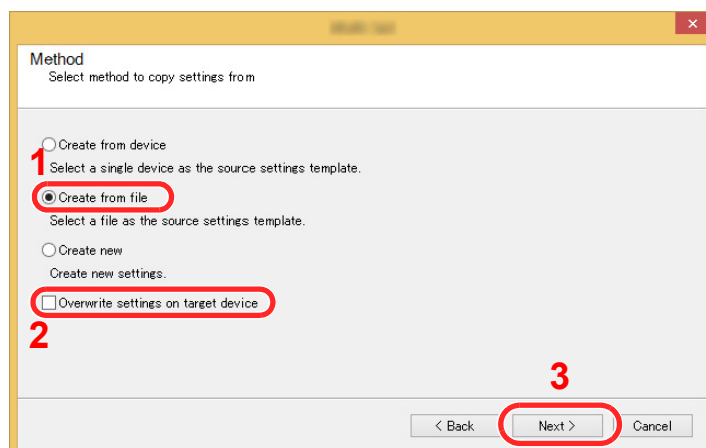 Method
Select method to copy settings from
Create from device
1
Select a single device as the source settings template.
Create from file
Select a file as the source settings template.
Create new
Create new settings.
Overwrite settings on target device
2
3
< Back Next > Cancel